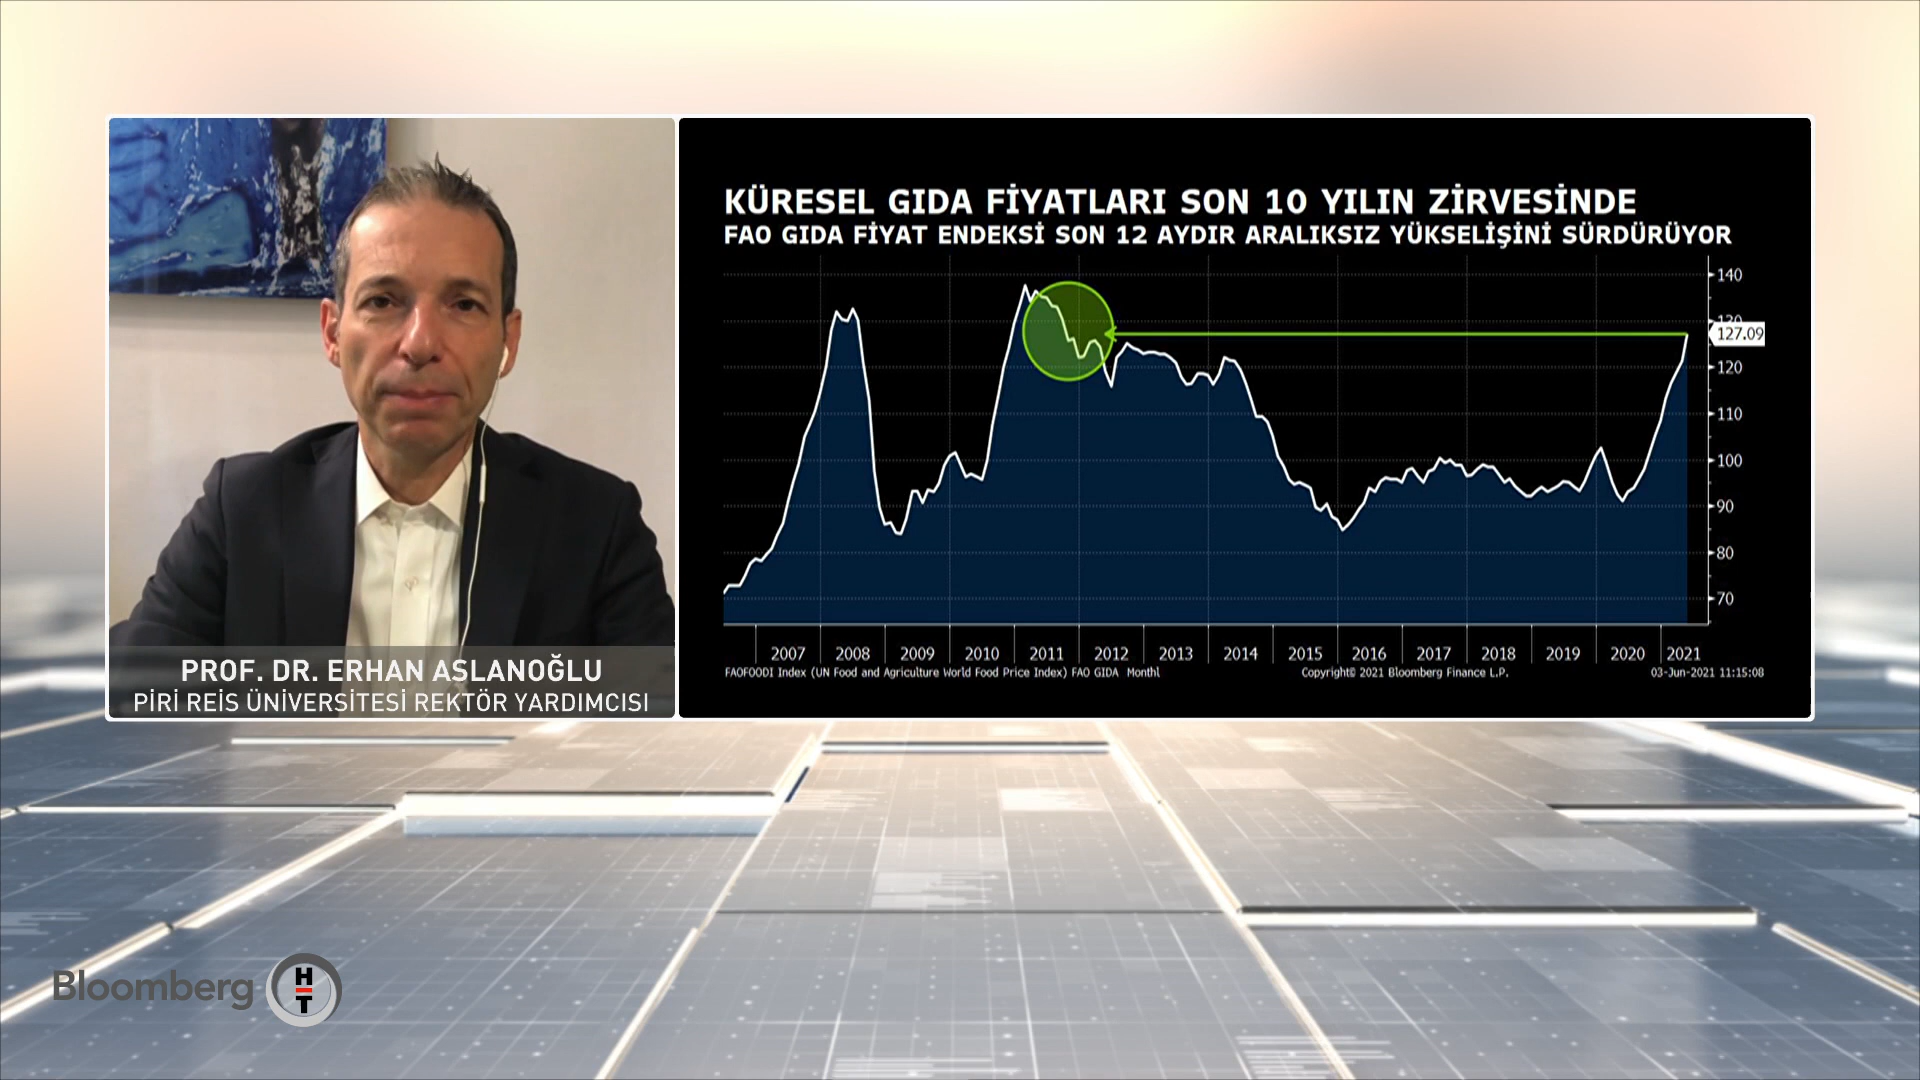 KÜRESEL GIDA FİYATLARI SON 10 YILIN ZİRVESİNDE
FAO GIDA FİYAT ENDEKSİ SON 12 AYDIR ARALIKSIZ YÜKSELİŞİNİ SÜRDÜRÜYOR
140
130
127.09
120
110
100
90
80
70
2007 2008 2009 2010 2011 2012 2013 2014 2015 2016 2017 2018 2019 2020 2021
FAOFOODI Index (UN Food and Agriculture World Food Price Index) FAO GIDA Monthl Copyright© 2021 Bloomberg Finance L.P. 03-Jun-2021 11:15:08
PROF. DR. ERHAN ASLANOĞLU
PİRİ REİS ÜNİVERSİTESİ REKTÖR YARDIMCISI
Bloomberg HT